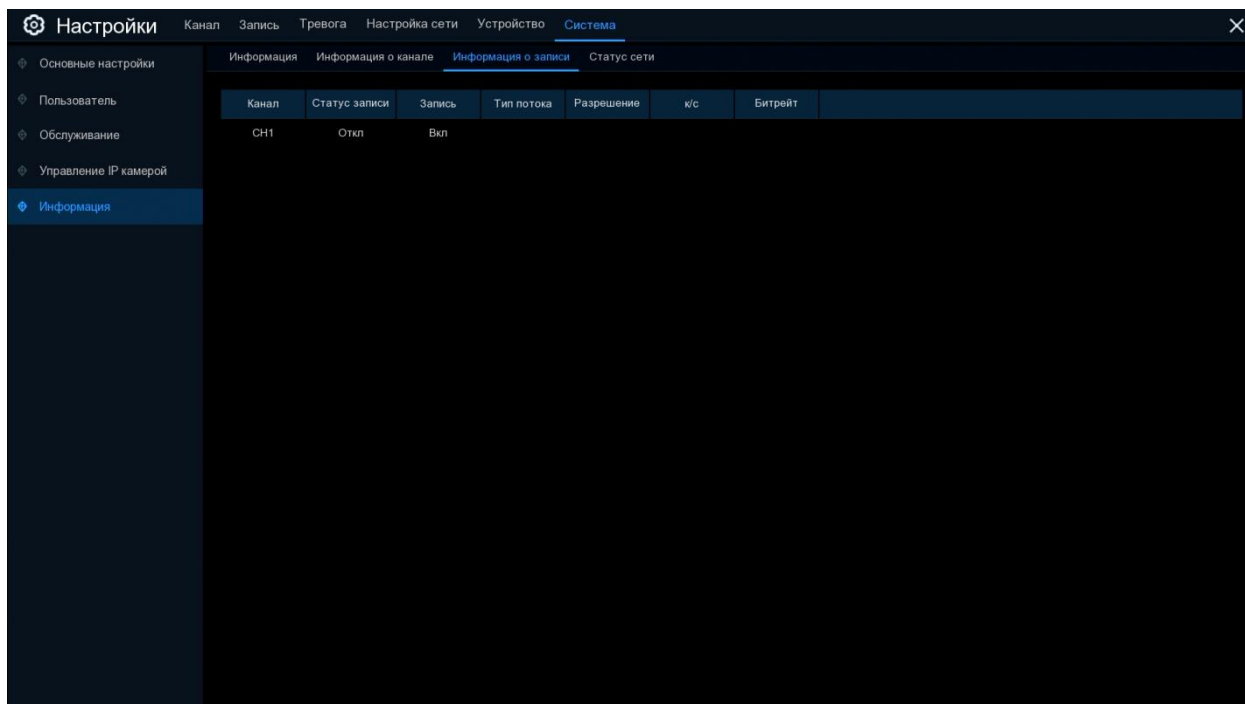 Настройки Канал Запись Тревога Настройка сети Устройство Система
Информация Информация о канале Информация о записи Статус сети
Основные настройки
Пользователь
Обслуживание
Управление IP камерой
Информация
Канал Статус записи Запись Тип потока Разрешение к/с Битрейт
CH1 Откл Вкл